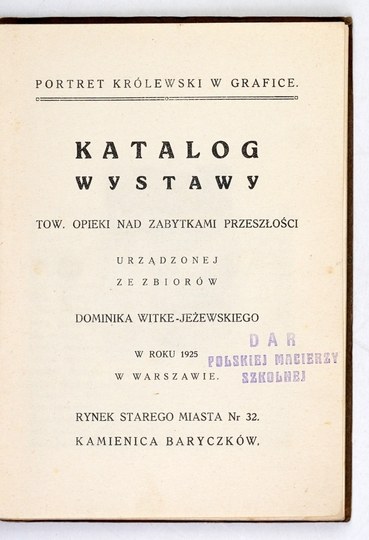 PORTRET KRÓLEWSKI W GRAFICE.
KATALOG
WYSTAWY
TOW. OPIEKI NAD ZABYTKAMI PRZESZŁOŚCI
URZĄDZONEJ
ZE ZBIORÓW
DOMINIKA WITKE-JEŻEWSKIEGO
W ROKU 1925
W WARSZAWIE.
DAR
POLSKIEJ MACIERZY
SZKOLNEJ
RYNEK STAREGO MIASTA Nr 32.
KAMIENICA BARYCZKÓW.